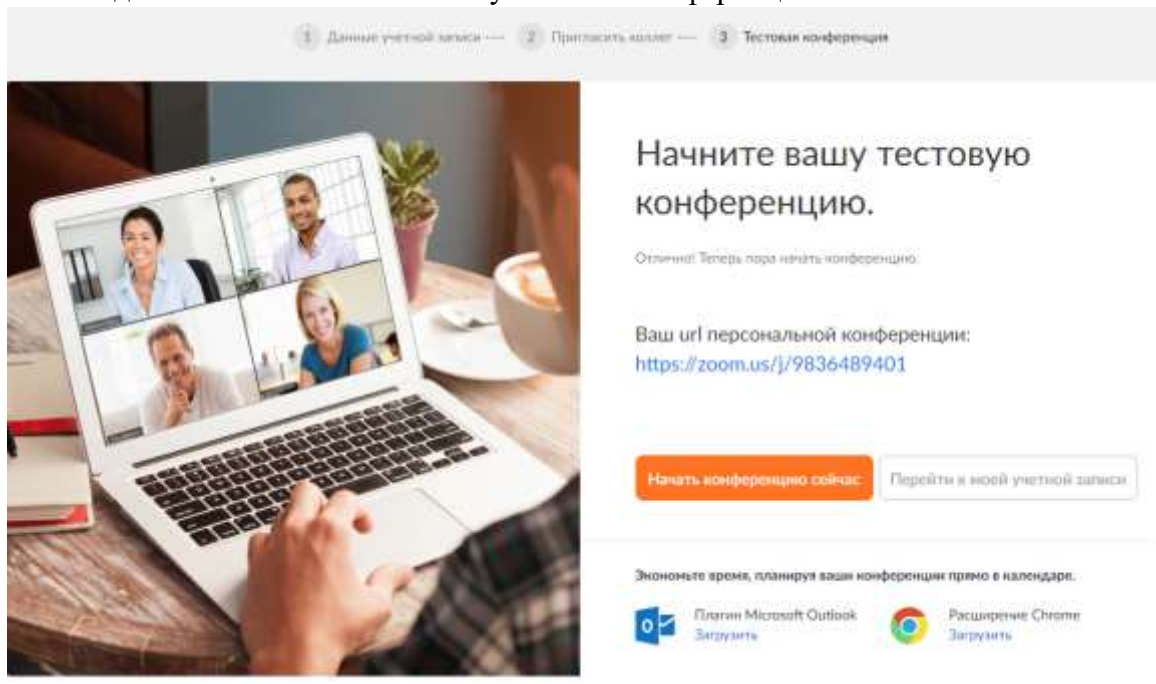 1 Данные учетной записи — 2 Пригласить коллег — 3 Тестовая конференция
Начните вашу тестовую
конференцию.
Отлично! Теперь пора начать конференцию.
Ваш url персональной конференции:
https://zoom.us/j/9836489401
Начать конференцию сейчас
Перейти к моей учетной записи
Экономьте время, планируя ваши конференции прямо в календаре.
Плагин Microsoft Outlook
Загрузить
Расширение Chrome
Загрузить